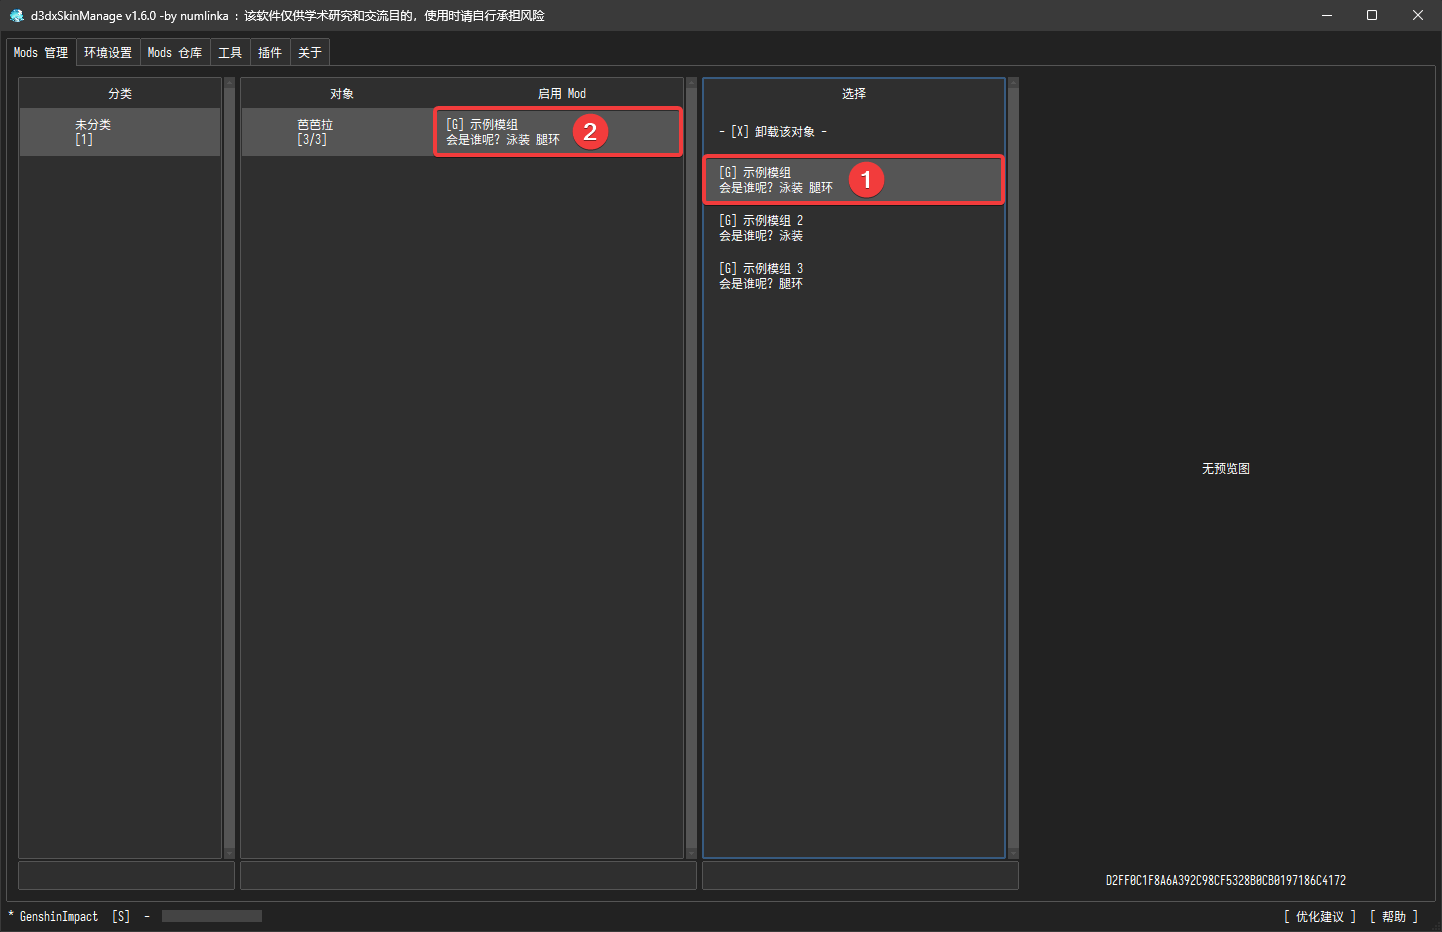 d3dxSkinManage v1.6.0 -by numlinka ：该软件仅供学术研究和交流目的，使用时请自行承担风险
Mods 管理 环境设置 Mods 仓库 工具 插件 关于
分类
未分类
[1]
对象 启用 Mod
芭芭拉
[3/3]
[G] 示例模组
会是谁呢？泳装 腿环
2
选择
- [X] 卸载该对象 -
[G] 示例模组
会是谁呢？泳装 腿环
1
[G] 示例模组 2
会是谁呢？泳装
[G] 示例模组 3
会是谁呢？腿环
无预览图
D2FF0C1F8A6A392C98CF5328B0CB0197186C4172
* GenshinImpact [S] -
[ 优化建议 ] [ 帮助 ]